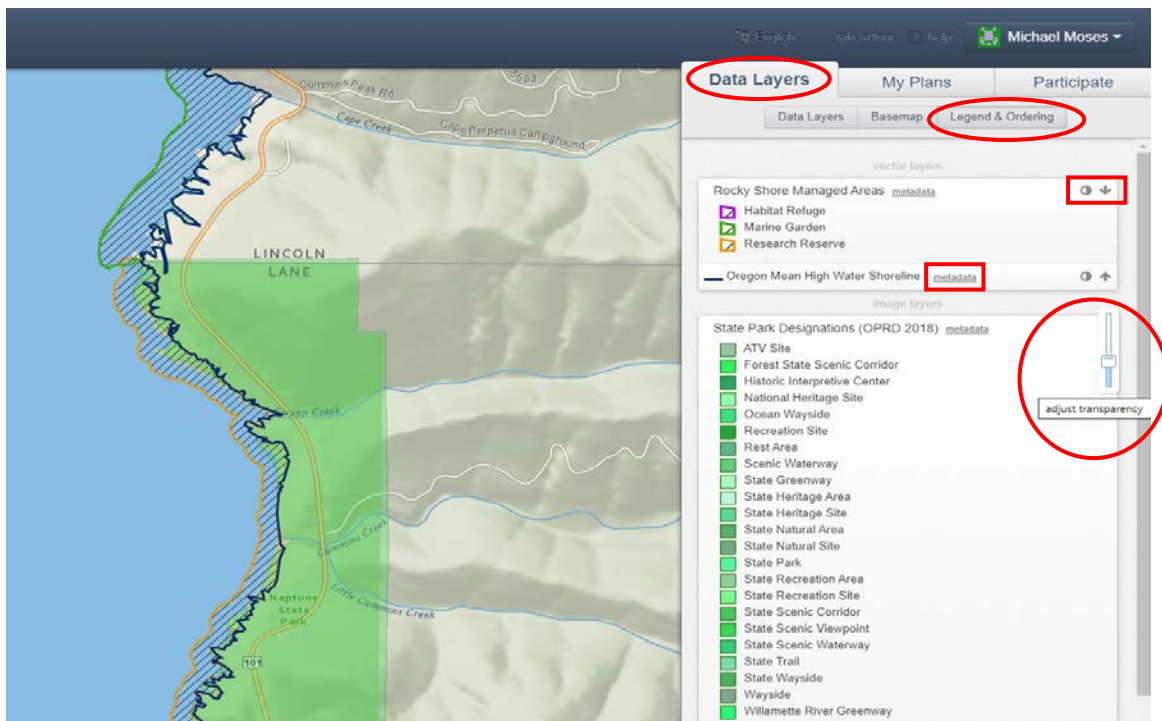 English take a tour ? help Michael Moses
Data Layers My Plans Participate
Data Layers Basemap Legend & Ordering
vector layers
Rocky Shore Managed Areas metadata
Habitat Refuge
Marine Garden
Research Reserve
Oregon Mean High Water Shoreline metadata
image layers
State Park Designations (OPRD 2018) metadata
adjust transparency
ATV Site
Forest State Scenic Corridor
Historic Interpretive Center
National Heritage Site
Ocean Wayside
Recreation Site
Rest Area
Scenic Waterway
State Greenway
State Heritage Area
State Heritage Site
State Natural Area
State Natural Site
State Park
State Recreation Area
State Recreation Site
State Scenic Corridor
State Scenic Viewpoint
State Scenic Waterway
State Trail
State Wayside
Wayside
Willamette River Greenway
5553
Cummins Peak Rd
Cape Creek
Cape Perpetua Campground
LINCOLN
LANE
Creek
Cummins Creek
Little Cummins Creek
Neptune
State
Park
101